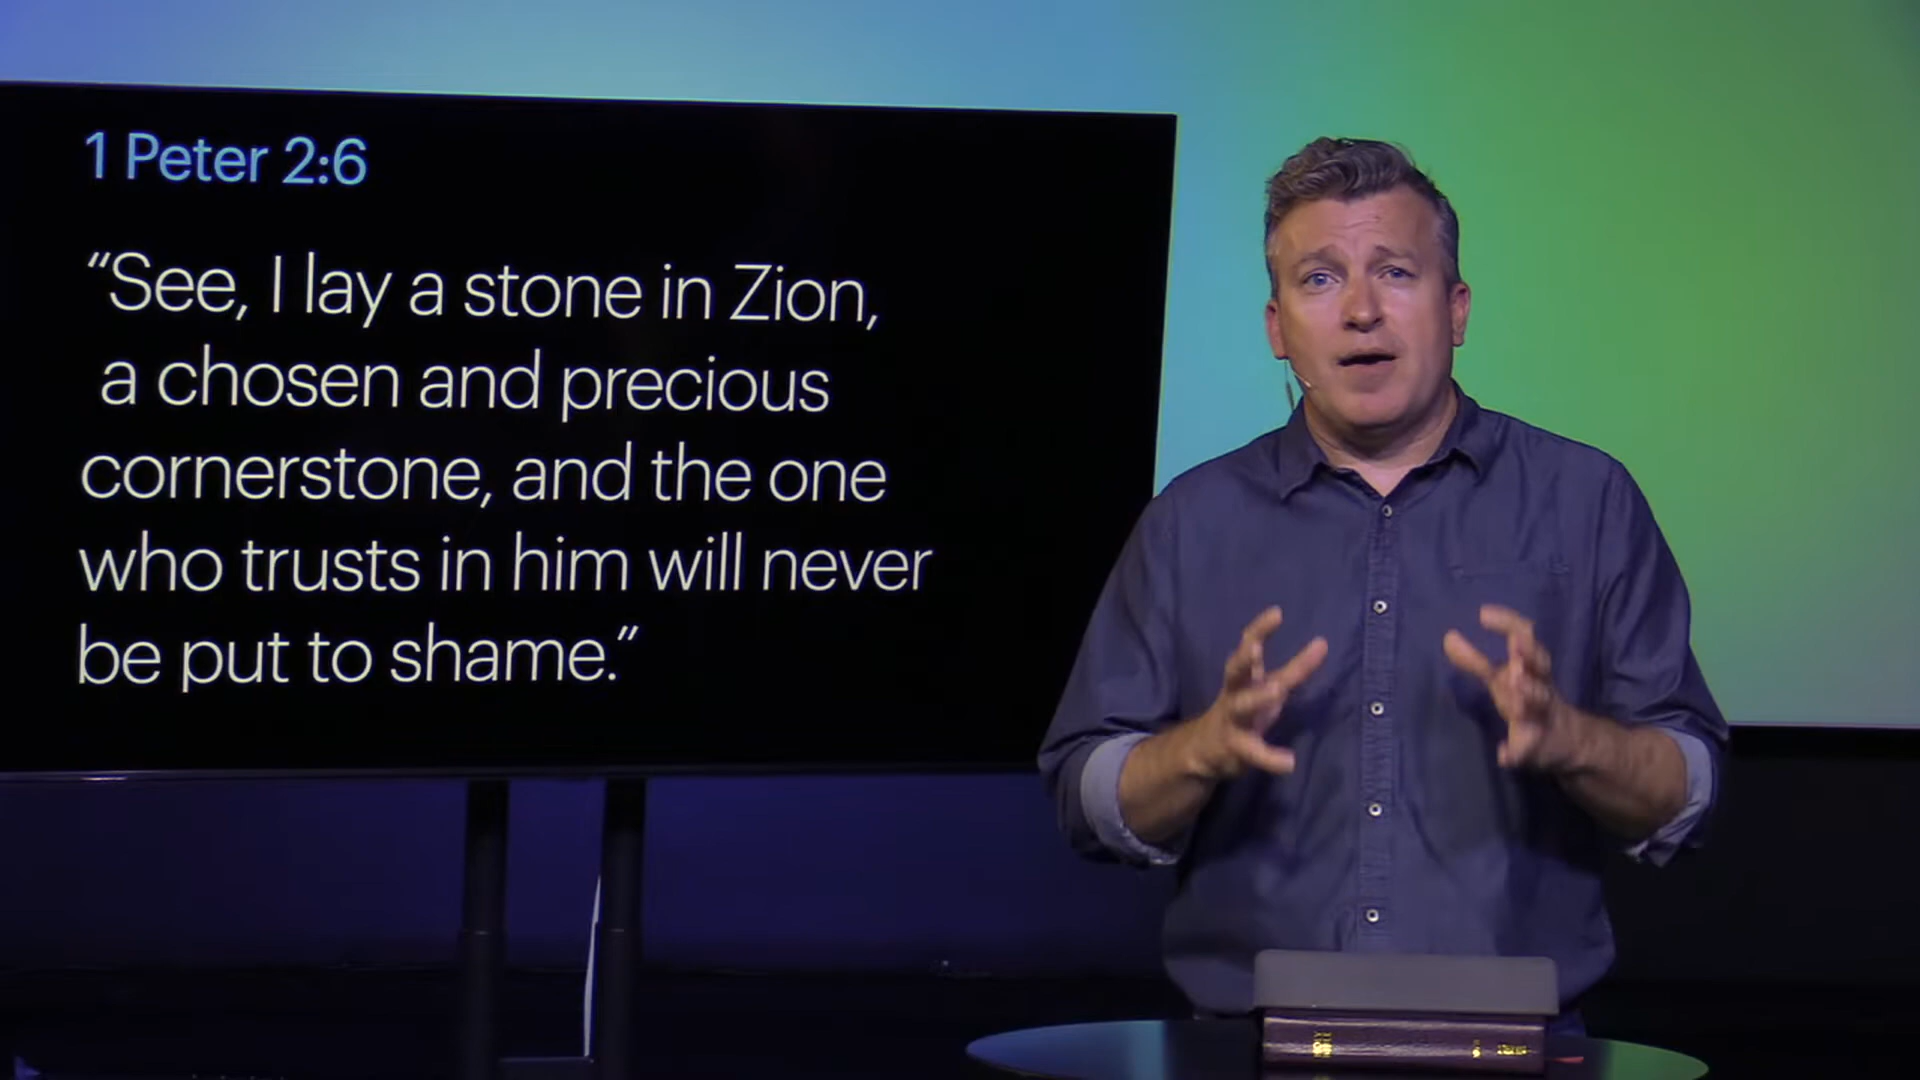 1 Peter 2:6
“See, I lay a stone in Zion,
a chosen and precious
cornerstone, and the one
who trusts in him will never
be put to shame.”